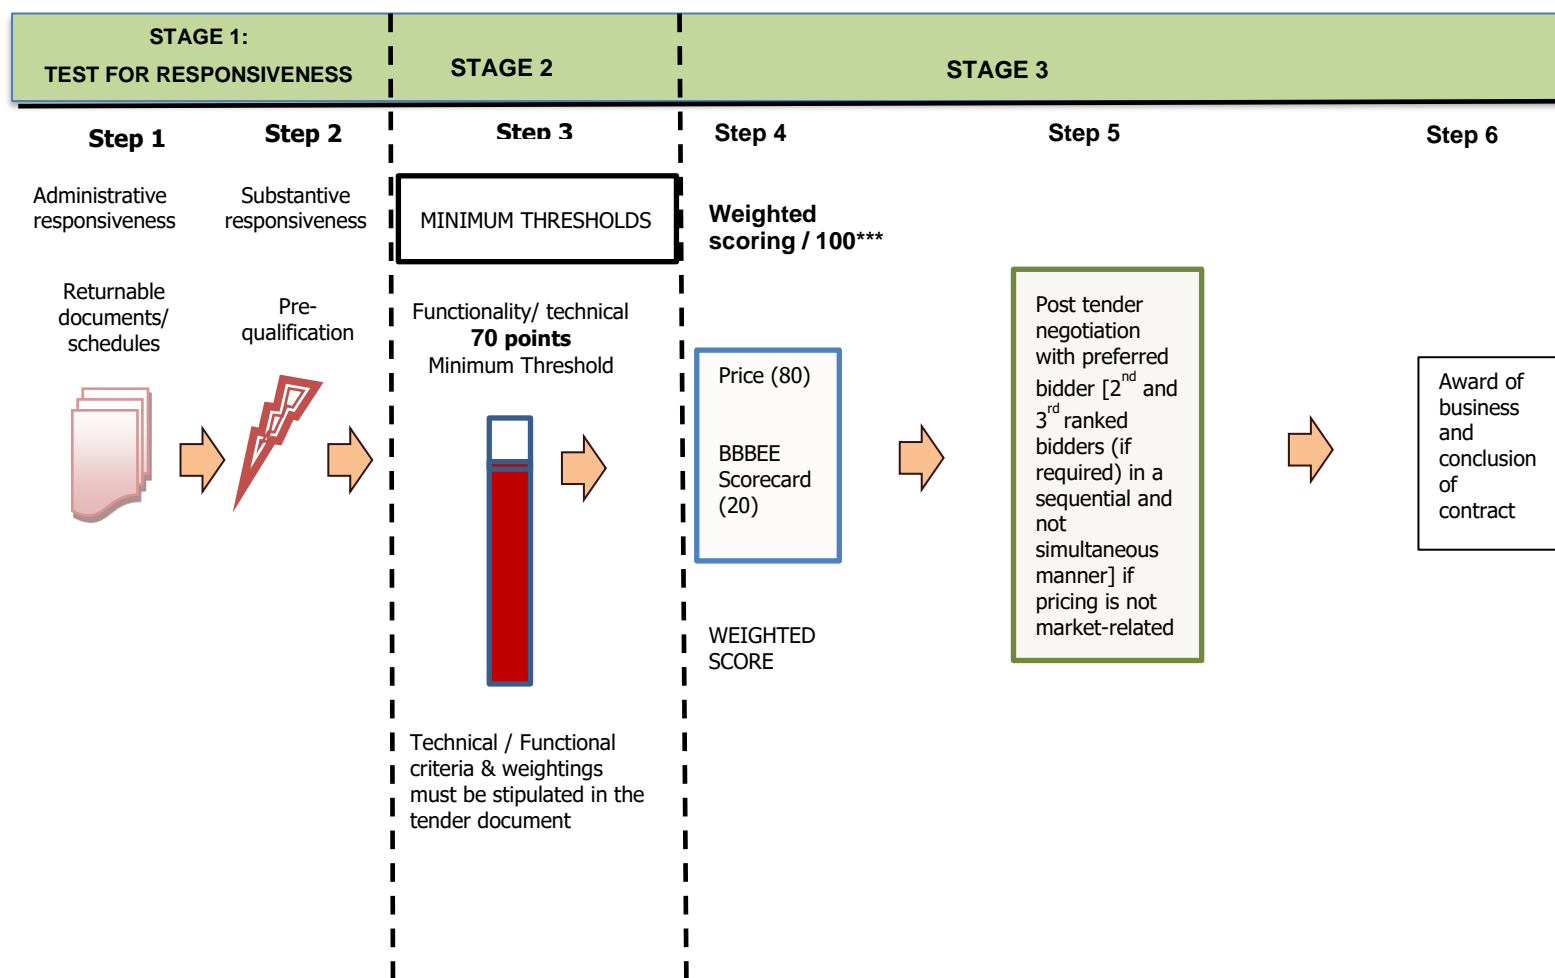 STAGE 1:
TEST FOR RESPONSIVENESS
STAGE 2
STAGE 3
Step 1
Step 2
Step 3
Step 4
Step 5
Step 6
Administrative
responsiveness
Returnable
documents/
schedules
Substantive
responsiveness
Pre-
qualification
MINIMUM THRESHOLDS
Functionality/ technical
70 points
Minimum Threshold
Technical / Functional
criteria & weightings
must be stipulated in the
tender document
Weighted
scoring / 100***
Price (80)
BBBEE
Scorecard
(20)
WEIGHTED
SCORE
Post tender
negotiation
with preferred
bidder [2nd and
3rd ranked
bidders (if
required) in a
sequential and
not
simultaneous
manner] if
pricing is not
market-related
Award of
business
and
conclusion
of
contract